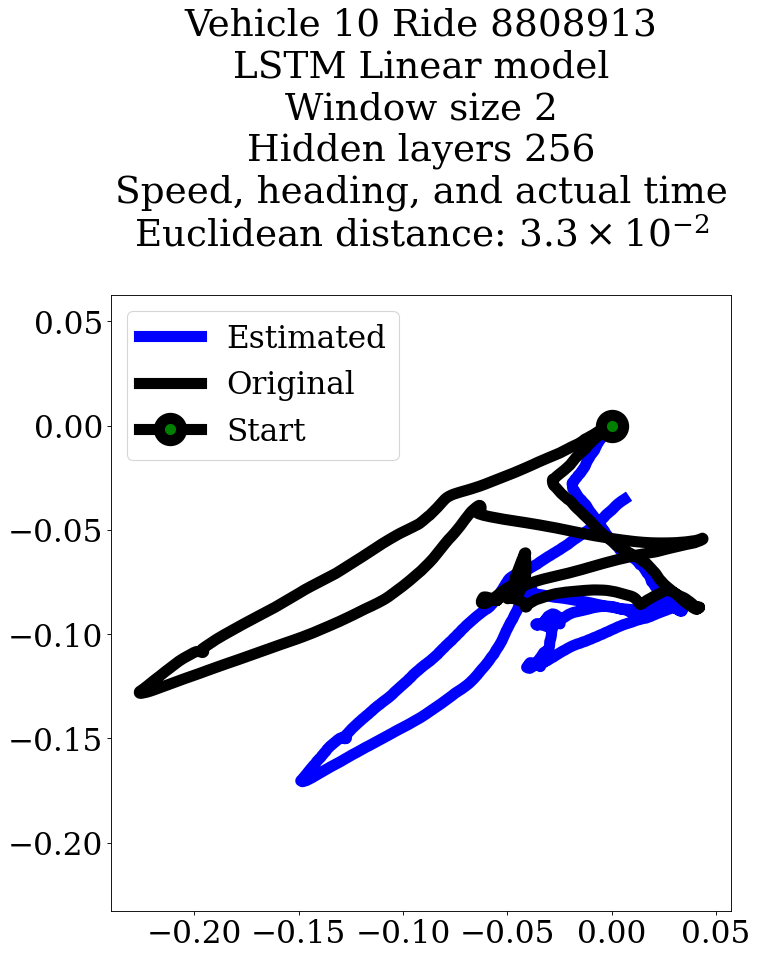 Vehicle 10 Ride 8808913
LSTM Linear model
Window size 2
Hidden layers 256
Speed, heading, and actual time
Euclidean distance: 3.3 × 10⁻²
Estimated
Original
Start
0.05
0.00
−0.05
−0.10
−0.15
−0.20
−0.20 −0.15 −0.10 −0.05 0.00 0.05